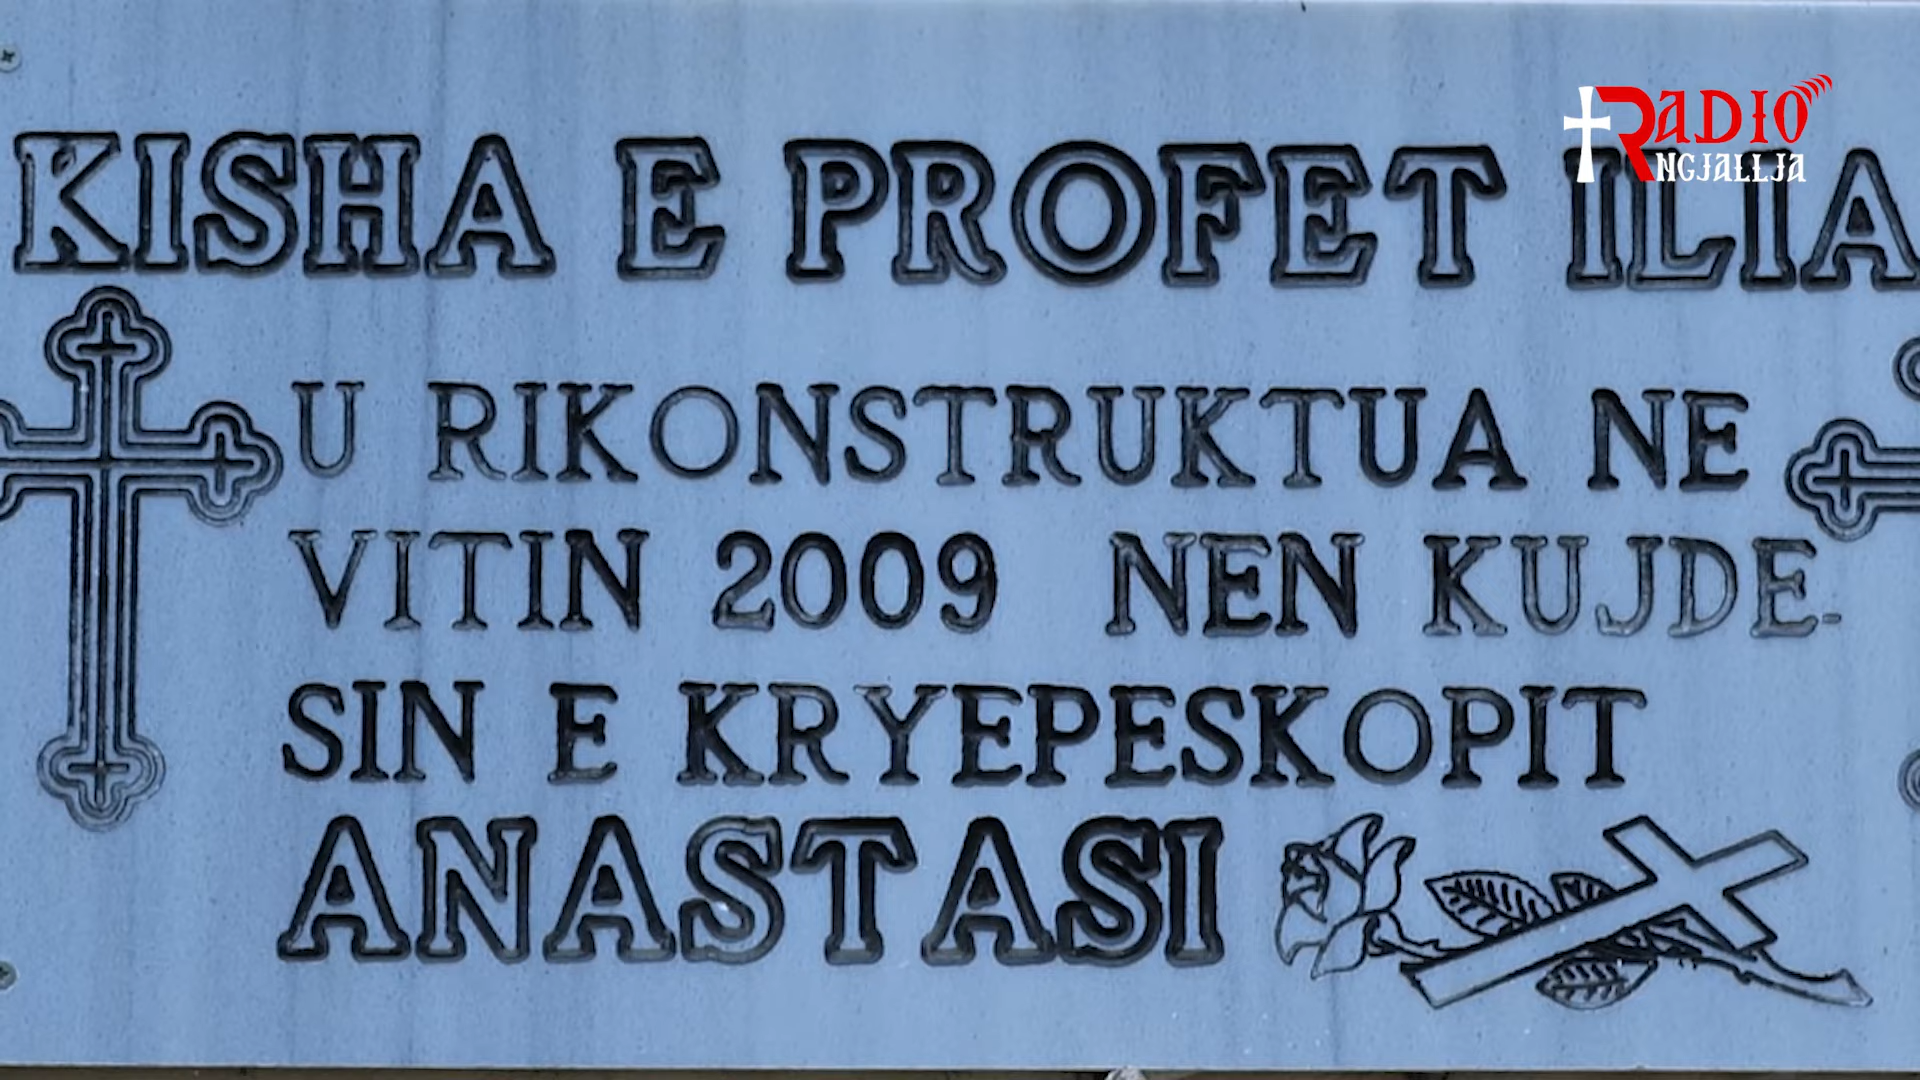 KISHA E PROFET ILIA
RADIO
NGJALLJA
U RIKONSTRUKTUA NE
VITIN 2009 NEN KUJDE-
SIN E KRYEPESKOPIT
ANASTASI